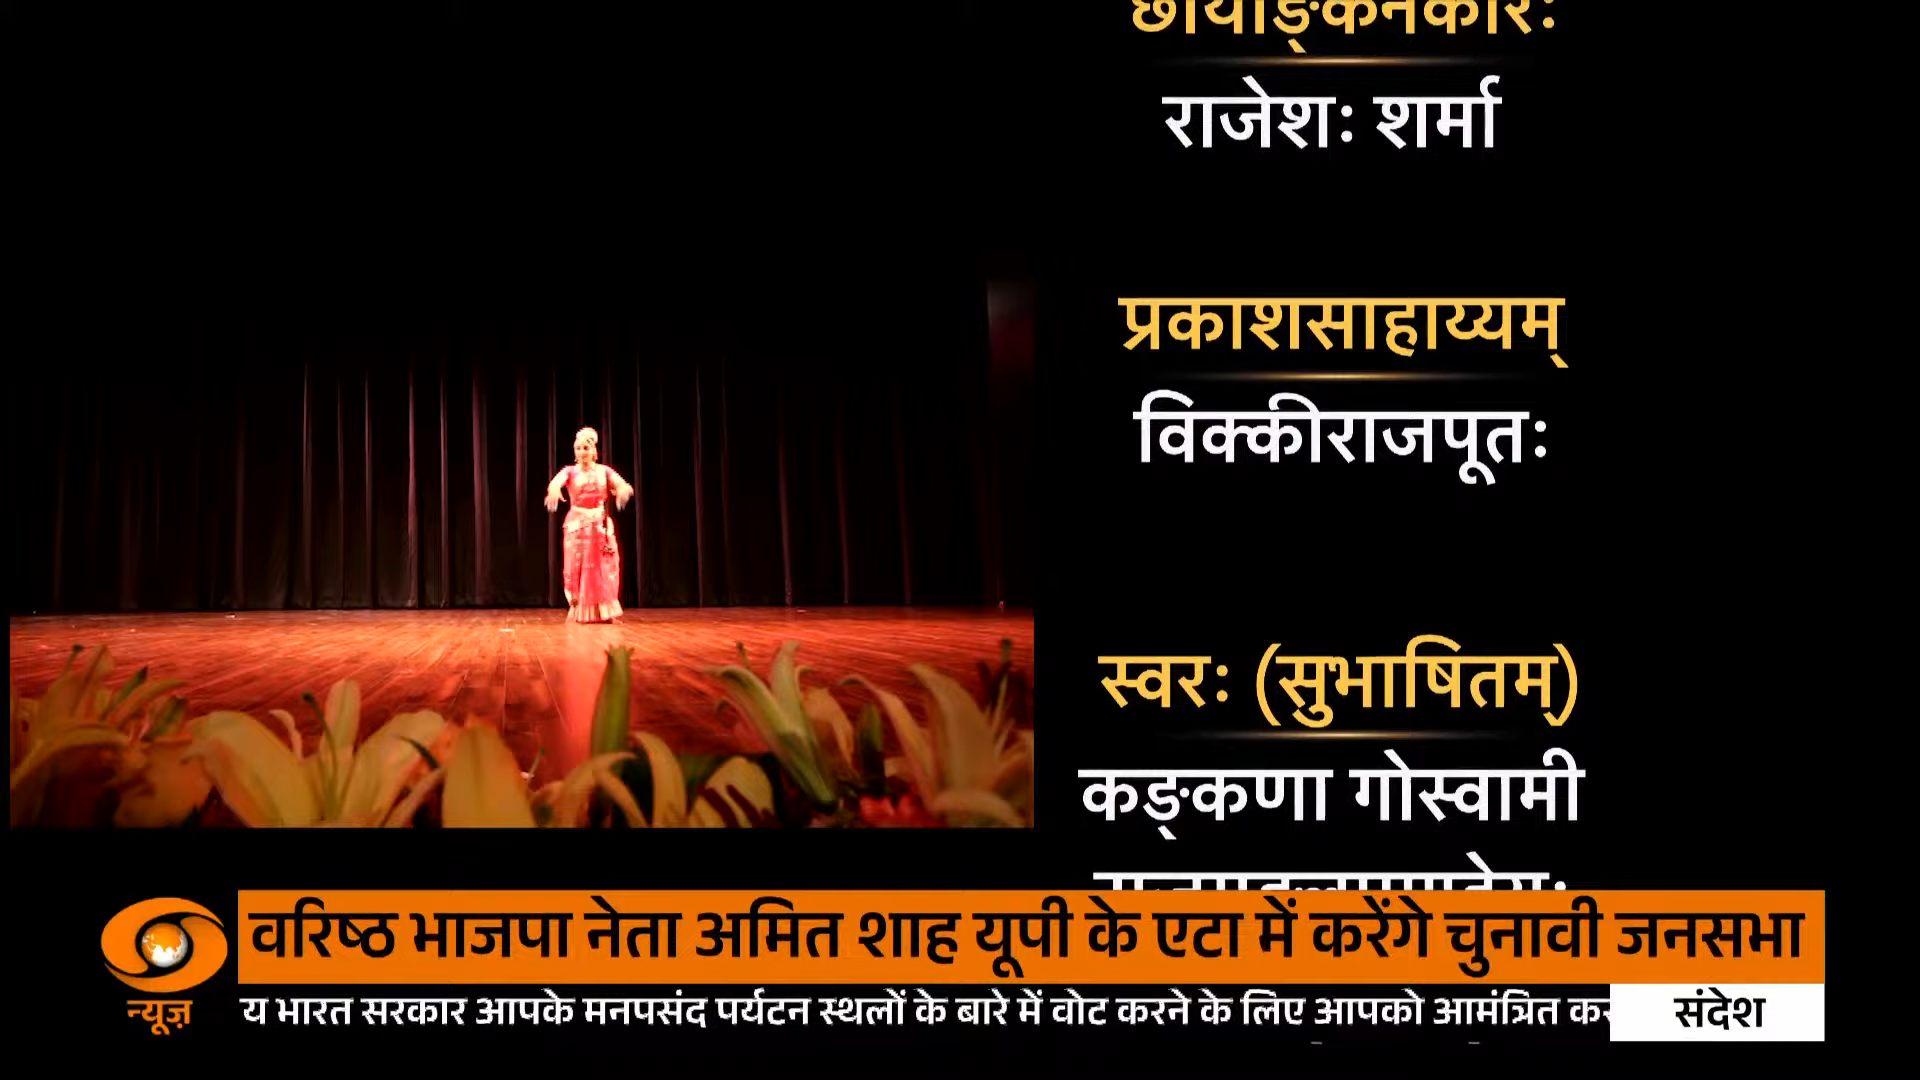 छायाङ्कनकारः
राजेशः शर्मा
प्रकाशसाहाय्यम्
विक्कीराजपूतः
स्वरः (सुभाषितम्)
कङ्कणा गोस्वामी
वरिष्ठ भाजपा नेता अमित शाह यूपी के एटा में करेंगे चुनावी जनसभा
न्यूज़
य भारत सरकार आपके मनपसंद पर्यटन स्थलों के बारे में वोट करने के लिए आपको आमंत्रित
संदेश